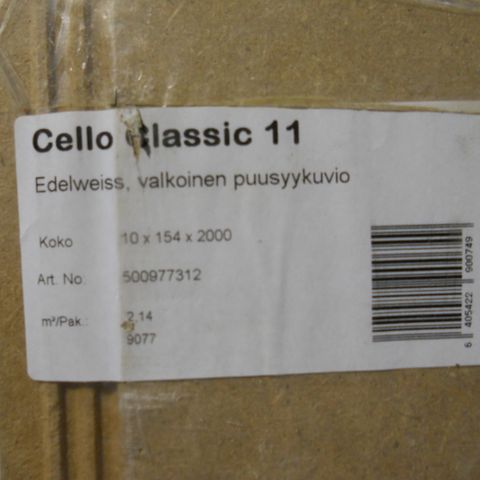 Cello Classic 11
Edelweiss, valkoinen puusyykuvio
Koko 10 x 154 x 2000
Art. No. 500977312
m²/Pak.: 2.14
9077
6 405422 900749